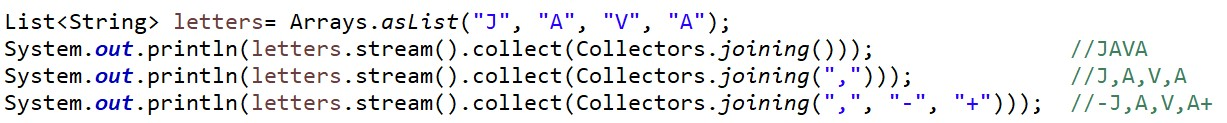 List<String> letters= Arrays.asList("J", "A", "V", "A");
System.out.println(letters.stream().collect(Collectors.joining())); //JAVA
System.out.println(letters.stream().collect(Collectors.joining(","))); //J,A,V,A
System.out.println(letters.stream().collect(Collectors.joining(",", "-", "+"))); //-J,A,V,A+